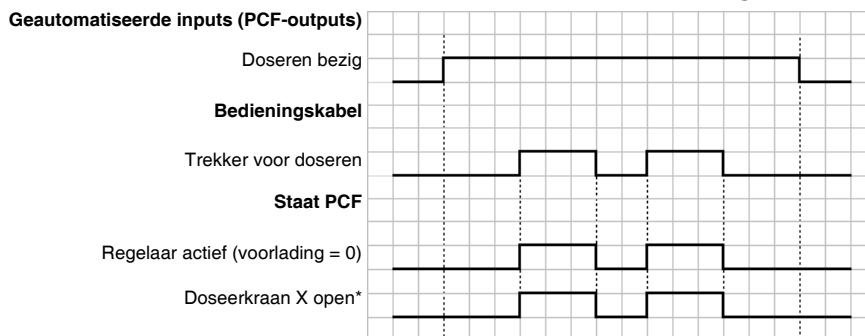 Geautomatiseerde inputs (PCF-outputs)
Doseren bezig
Bedieningskabel
Trekker voor doseren
Staat PCF
Regelaar actief (voorlading = 0)
Doseerkraan X open*